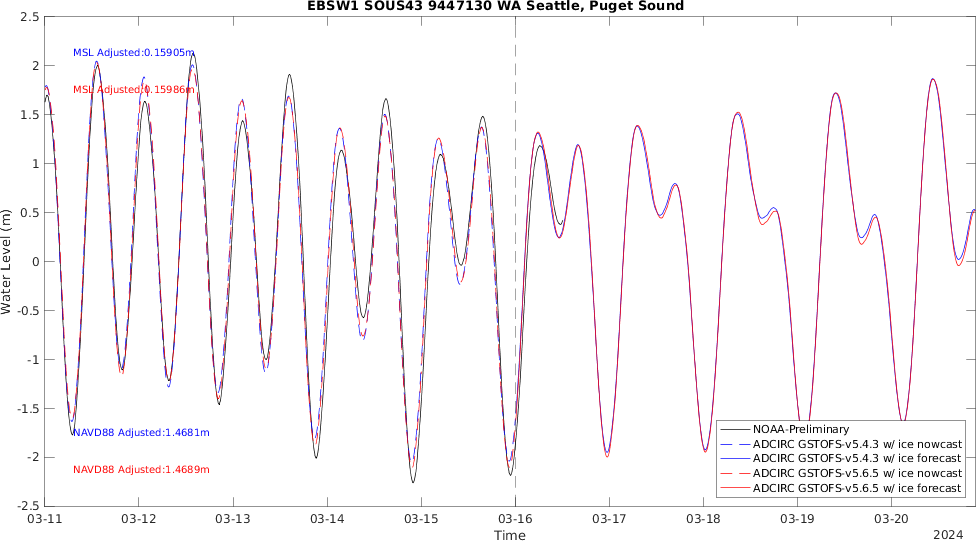 EBSW1 SOUS43 9447130 WA Seattle, Puget Sound
2.5
2
1.5
1
0.5
0
-0.5
-1
-1.5
-2
-2.5
Water Level (m)
MSL Adjusted:0.15905m
MSL Adjusted:0.15986m
NAVD88 Adjusted:1.4681m
NAVD88 Adjusted:1.4689m
NOAA-Preliminary
ADCIRC GSTOFS-v5.4.3 w/ ice nowcast
ADCIRC GSTOFS-v5.4.3 w/ ice forecast
ADCIRC GSTOFS-v5.6.5 w/ ice nowcast
ADCIRC GSTOFS-v5.6.5 w/ ice forecast
03-11 03-12 03-13 03-14 03-15 03-16 03-17 03-18 03-19 03-20
Time
2024